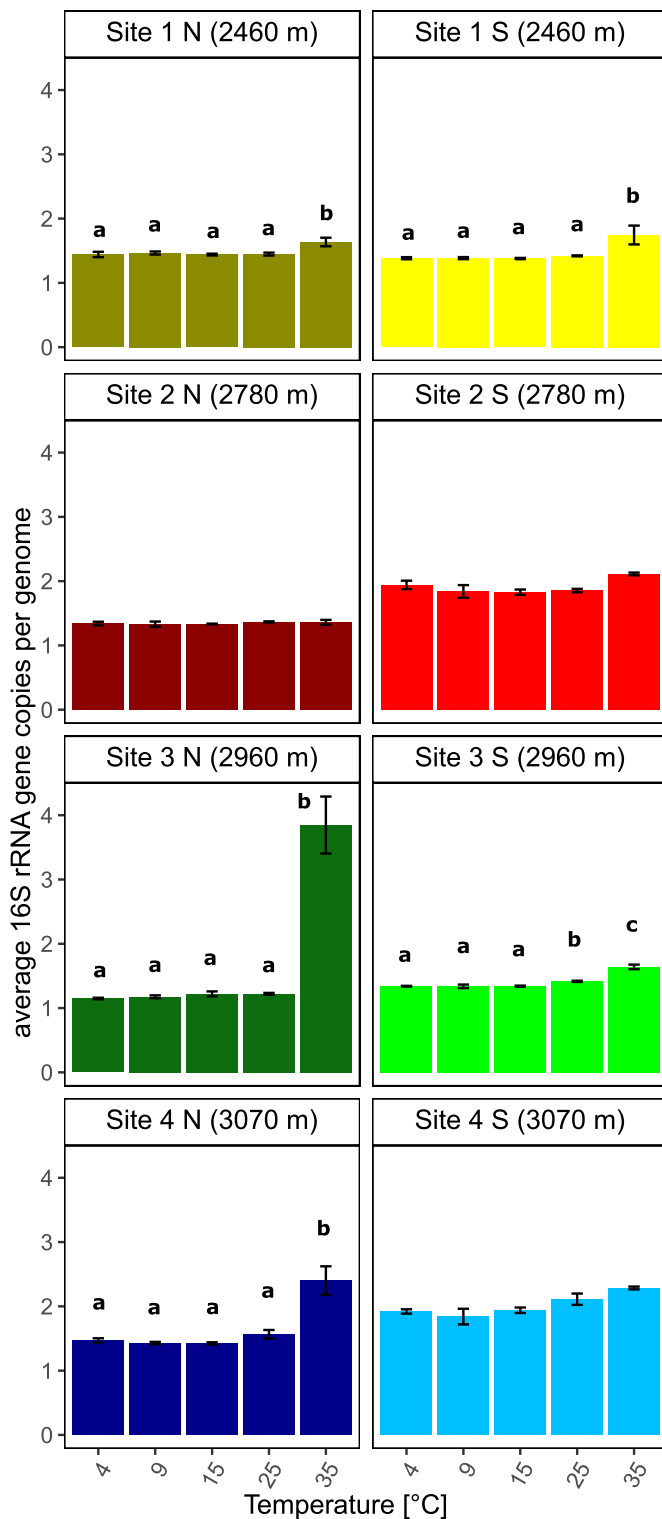 Site 1 N (2460 m) Site 1 S (2460 m)
4
3
b
a a a a b a a a a
2
1
0
Site 2 N (2780 m) Site 2 S (2780 m)
4
3
2
1
0
average 16S rRNA gene copies per genome
Site 3 N (2960 m) Site 3 S (2960 m)
4 b
3
2
a a a a a a a b c
1
0
Site 4 N (3070 m) Site 4 S (3070 m)
4
3
b
2
a a a a
1
0
4 9 15 25 35 4 9 15 25 35
Temperature [°C]